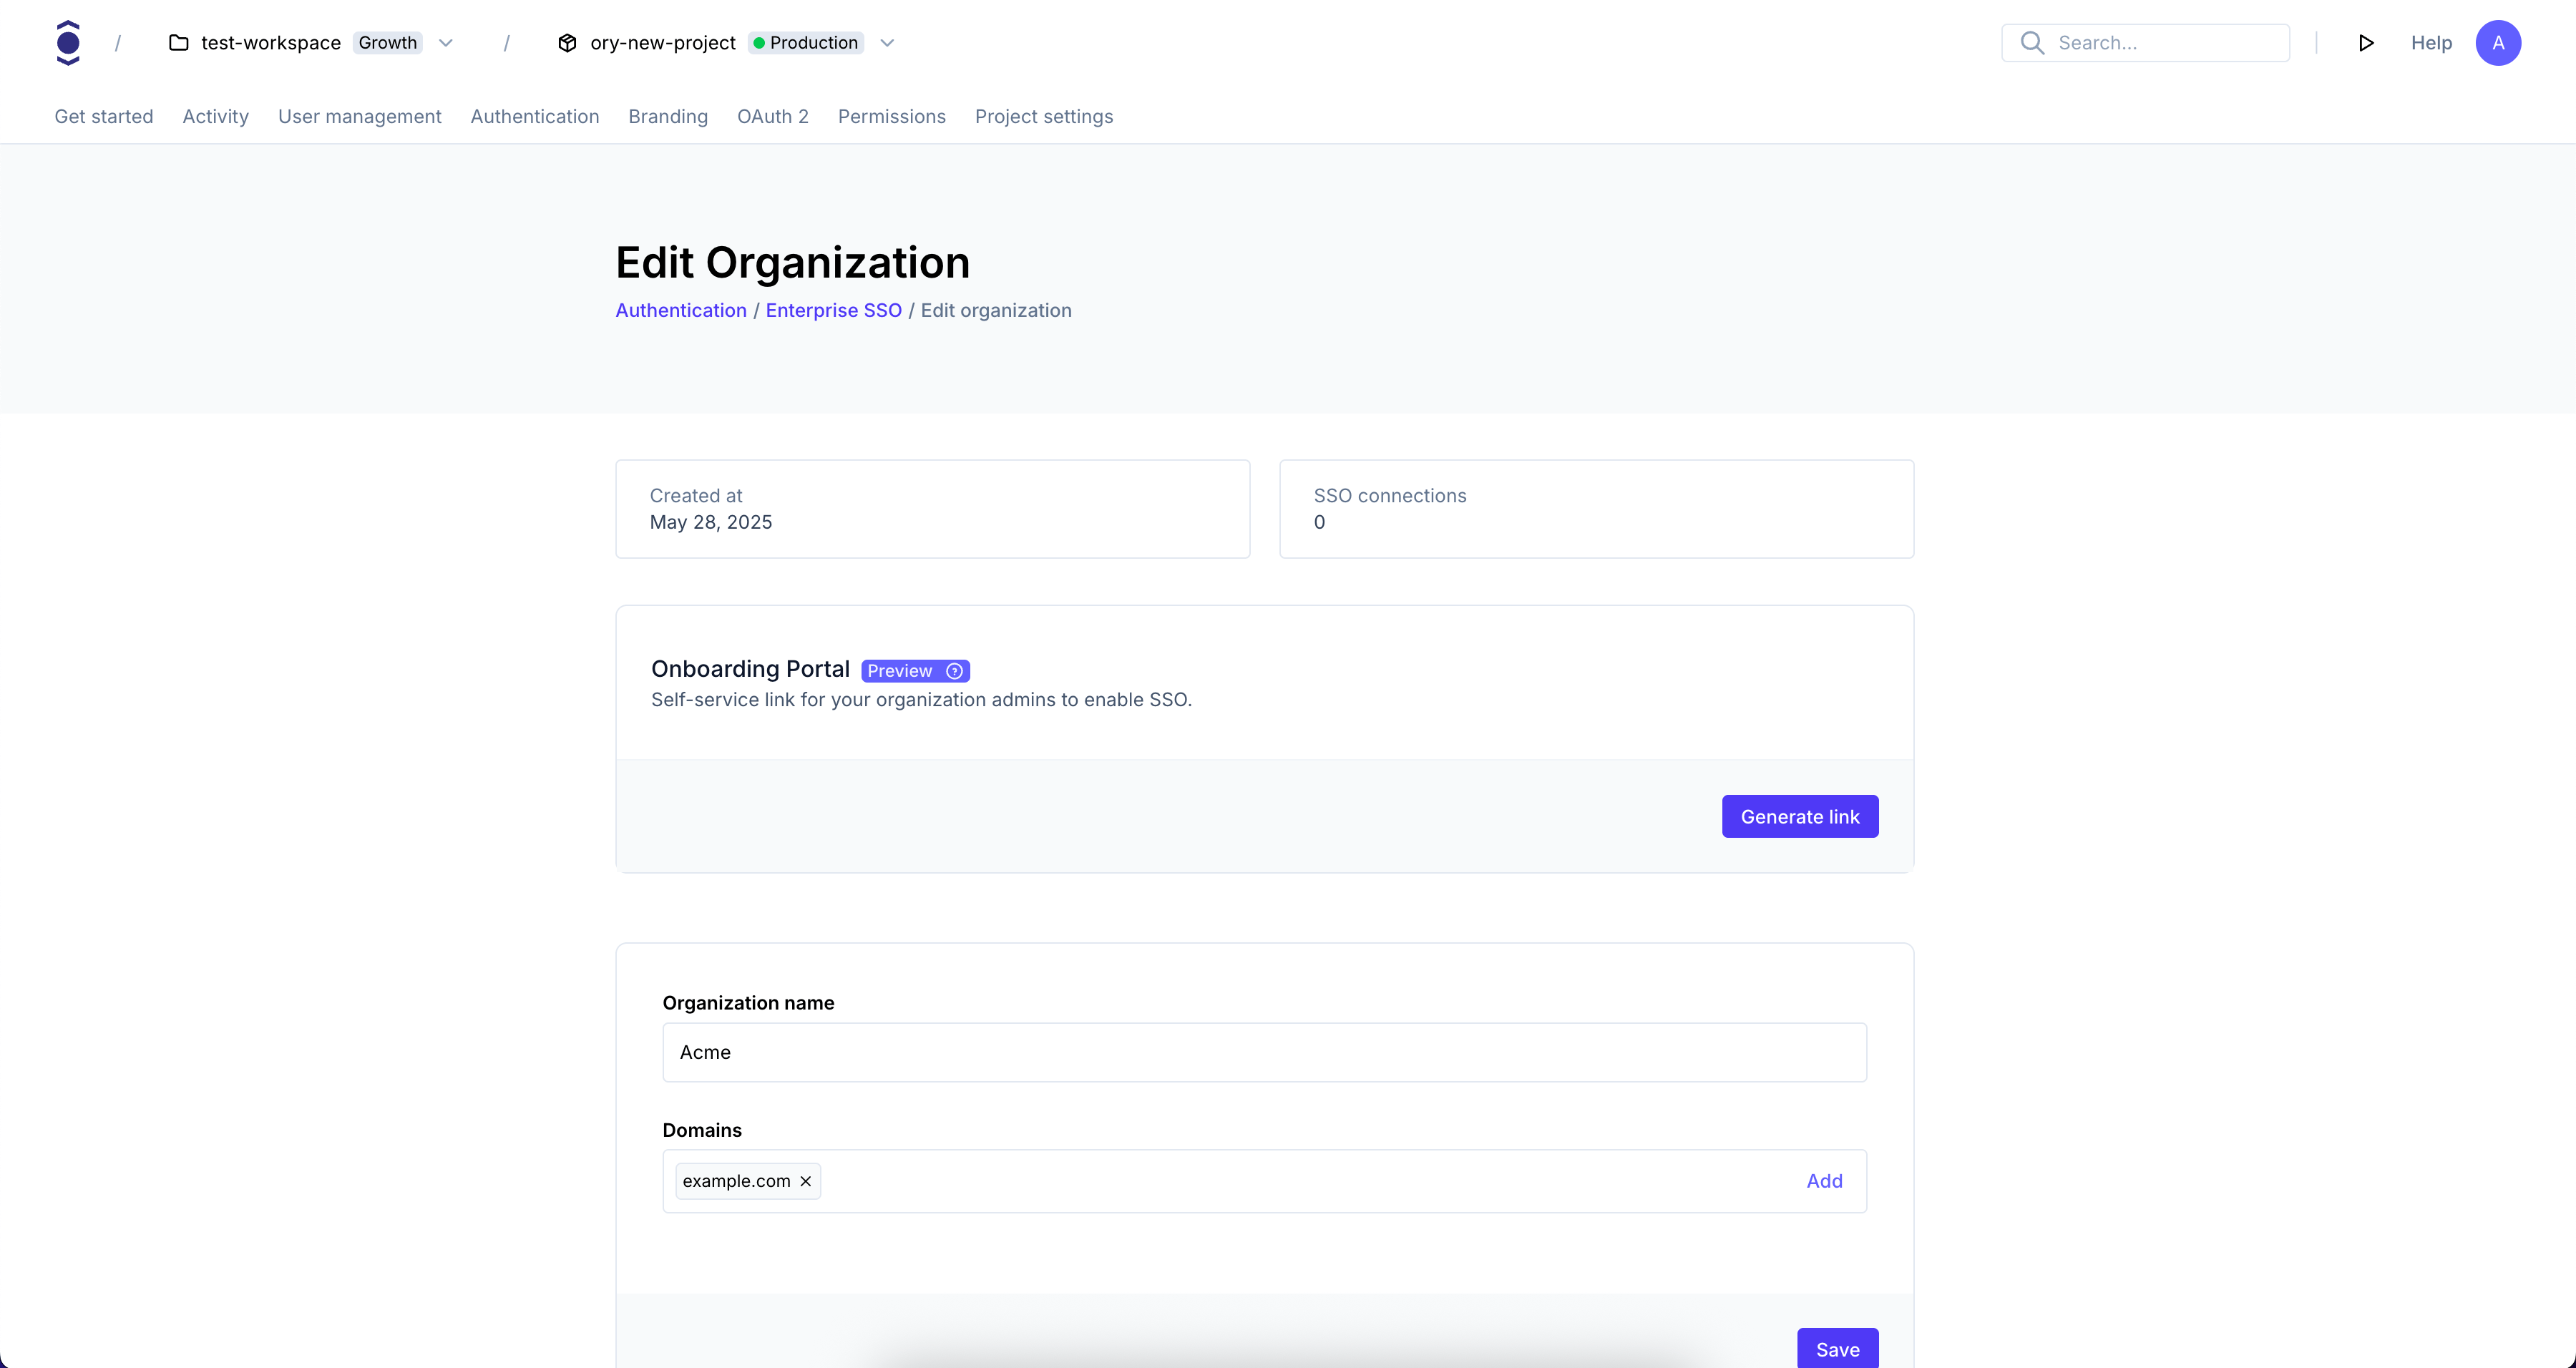 / test-workspace Growth / ory-new-project Production Search... Help A
Get started Activity User management Authentication Branding OAuth 2 Permissions Project settings
Edit Organization
Authentication / Enterprise SSO / Edit organization
Created at
May 28, 2025
SSO connections
0
Onboarding Portal Preview ?
Self-service link for your organization admins to enable SSO.
Generate link
Organization name
Acme
Domains
example.com × Add
Save